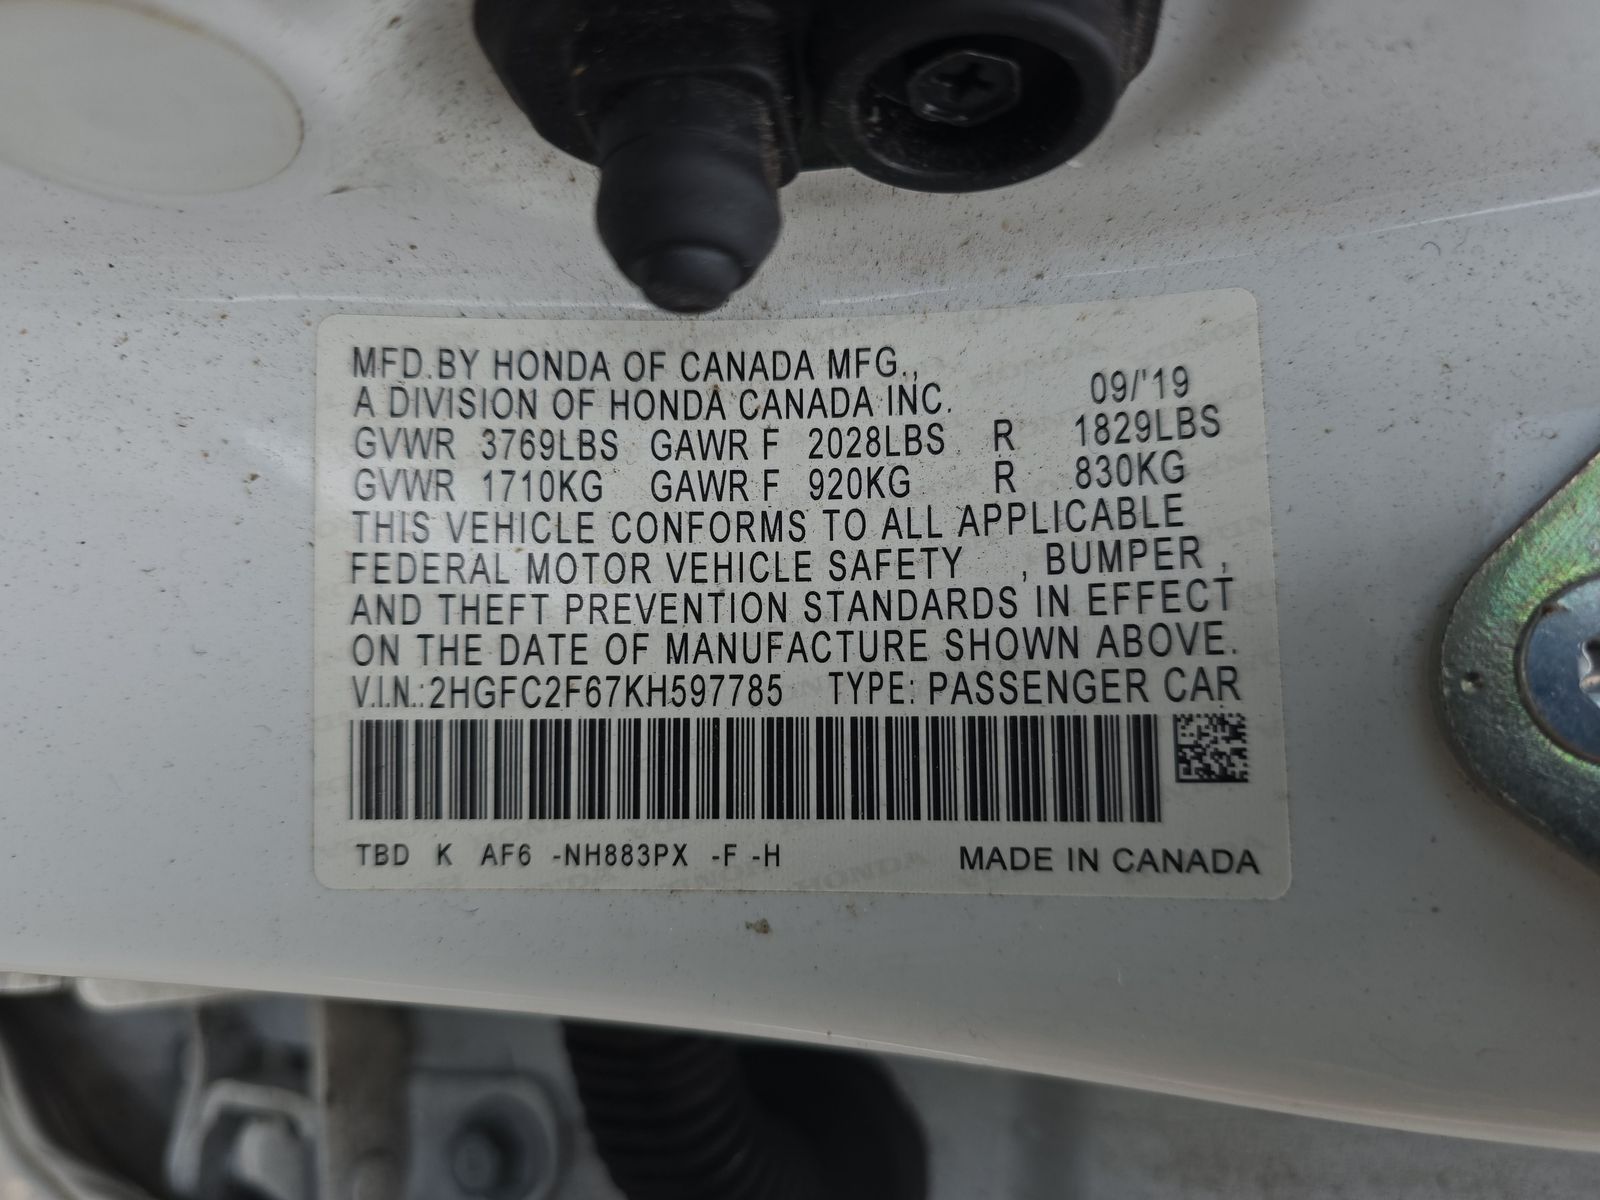 MFD.BY HONDA OF CANADA MFG.,
A DIVISION OF HONDA CANADA INC. 09/'19
GVWR 3769LBS GAWR F 2028LBS R 1829LBS
GVWR 1710KG GAWR F 920KG R 830KG
THIS VEHICLE CONFORMS TO ALL APPLICABLE
FEDERAL MOTOR VEHICLE SAFETY , BUMPER ,
AND THEFT PREVENTION STANDARDS IN EFFECT
ON THE DATE OF MANUFACTURE SHOWN ABOVE.
V.I.N.:2HGFC2F67KH597785 TYPE: PASSENGER CAR
TBD K AF6 -NH883PX -F -H MADE IN CANADA